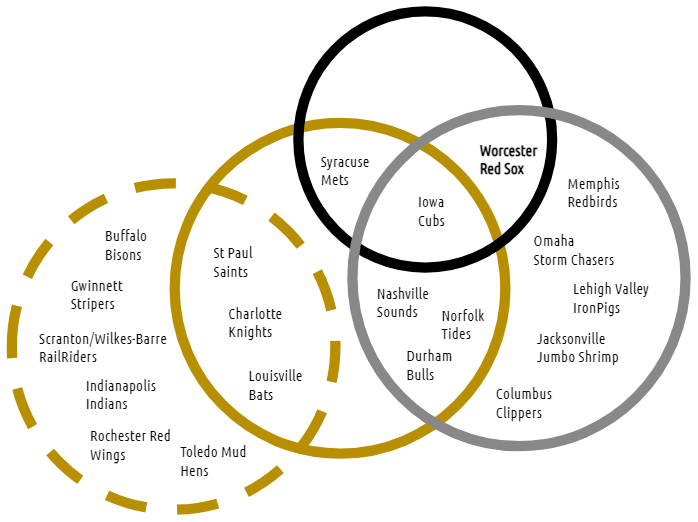 Worcester
Red Sox
Syracuse
Mets
Memphis
Redbirds
Iowa
Cubs
Buffalo
Bisons
Omaha
Storm Chasers
St Paul
Saints
Gwinnett
Stripers
Lehigh Valley
IronPigs
Nashville
Sounds
Charlotte
Knights
Norfolk
Tides
Scranton/Wilkes-Barre
RailRiders
Jacksonville
Jumbo Shrimp
Durham
Bulls
Louisville
Bats
Indianapolis
Indians
Columbus
Clippers
Rochester Red
Wings
Toledo Mud
Hens